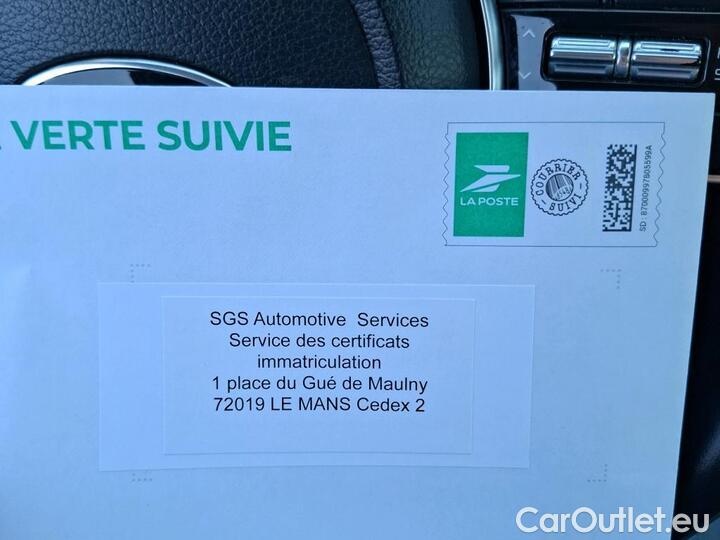 VERTE SUIVIE
LA POSTE
COURRIER
SUIVI
SD : 87000997B05599A
SGS Automotive Services
Service des certificats
immatriculation
1 place du Gué de Maulny
72019 LE MANS Cedex 2
CarOutlet.eu